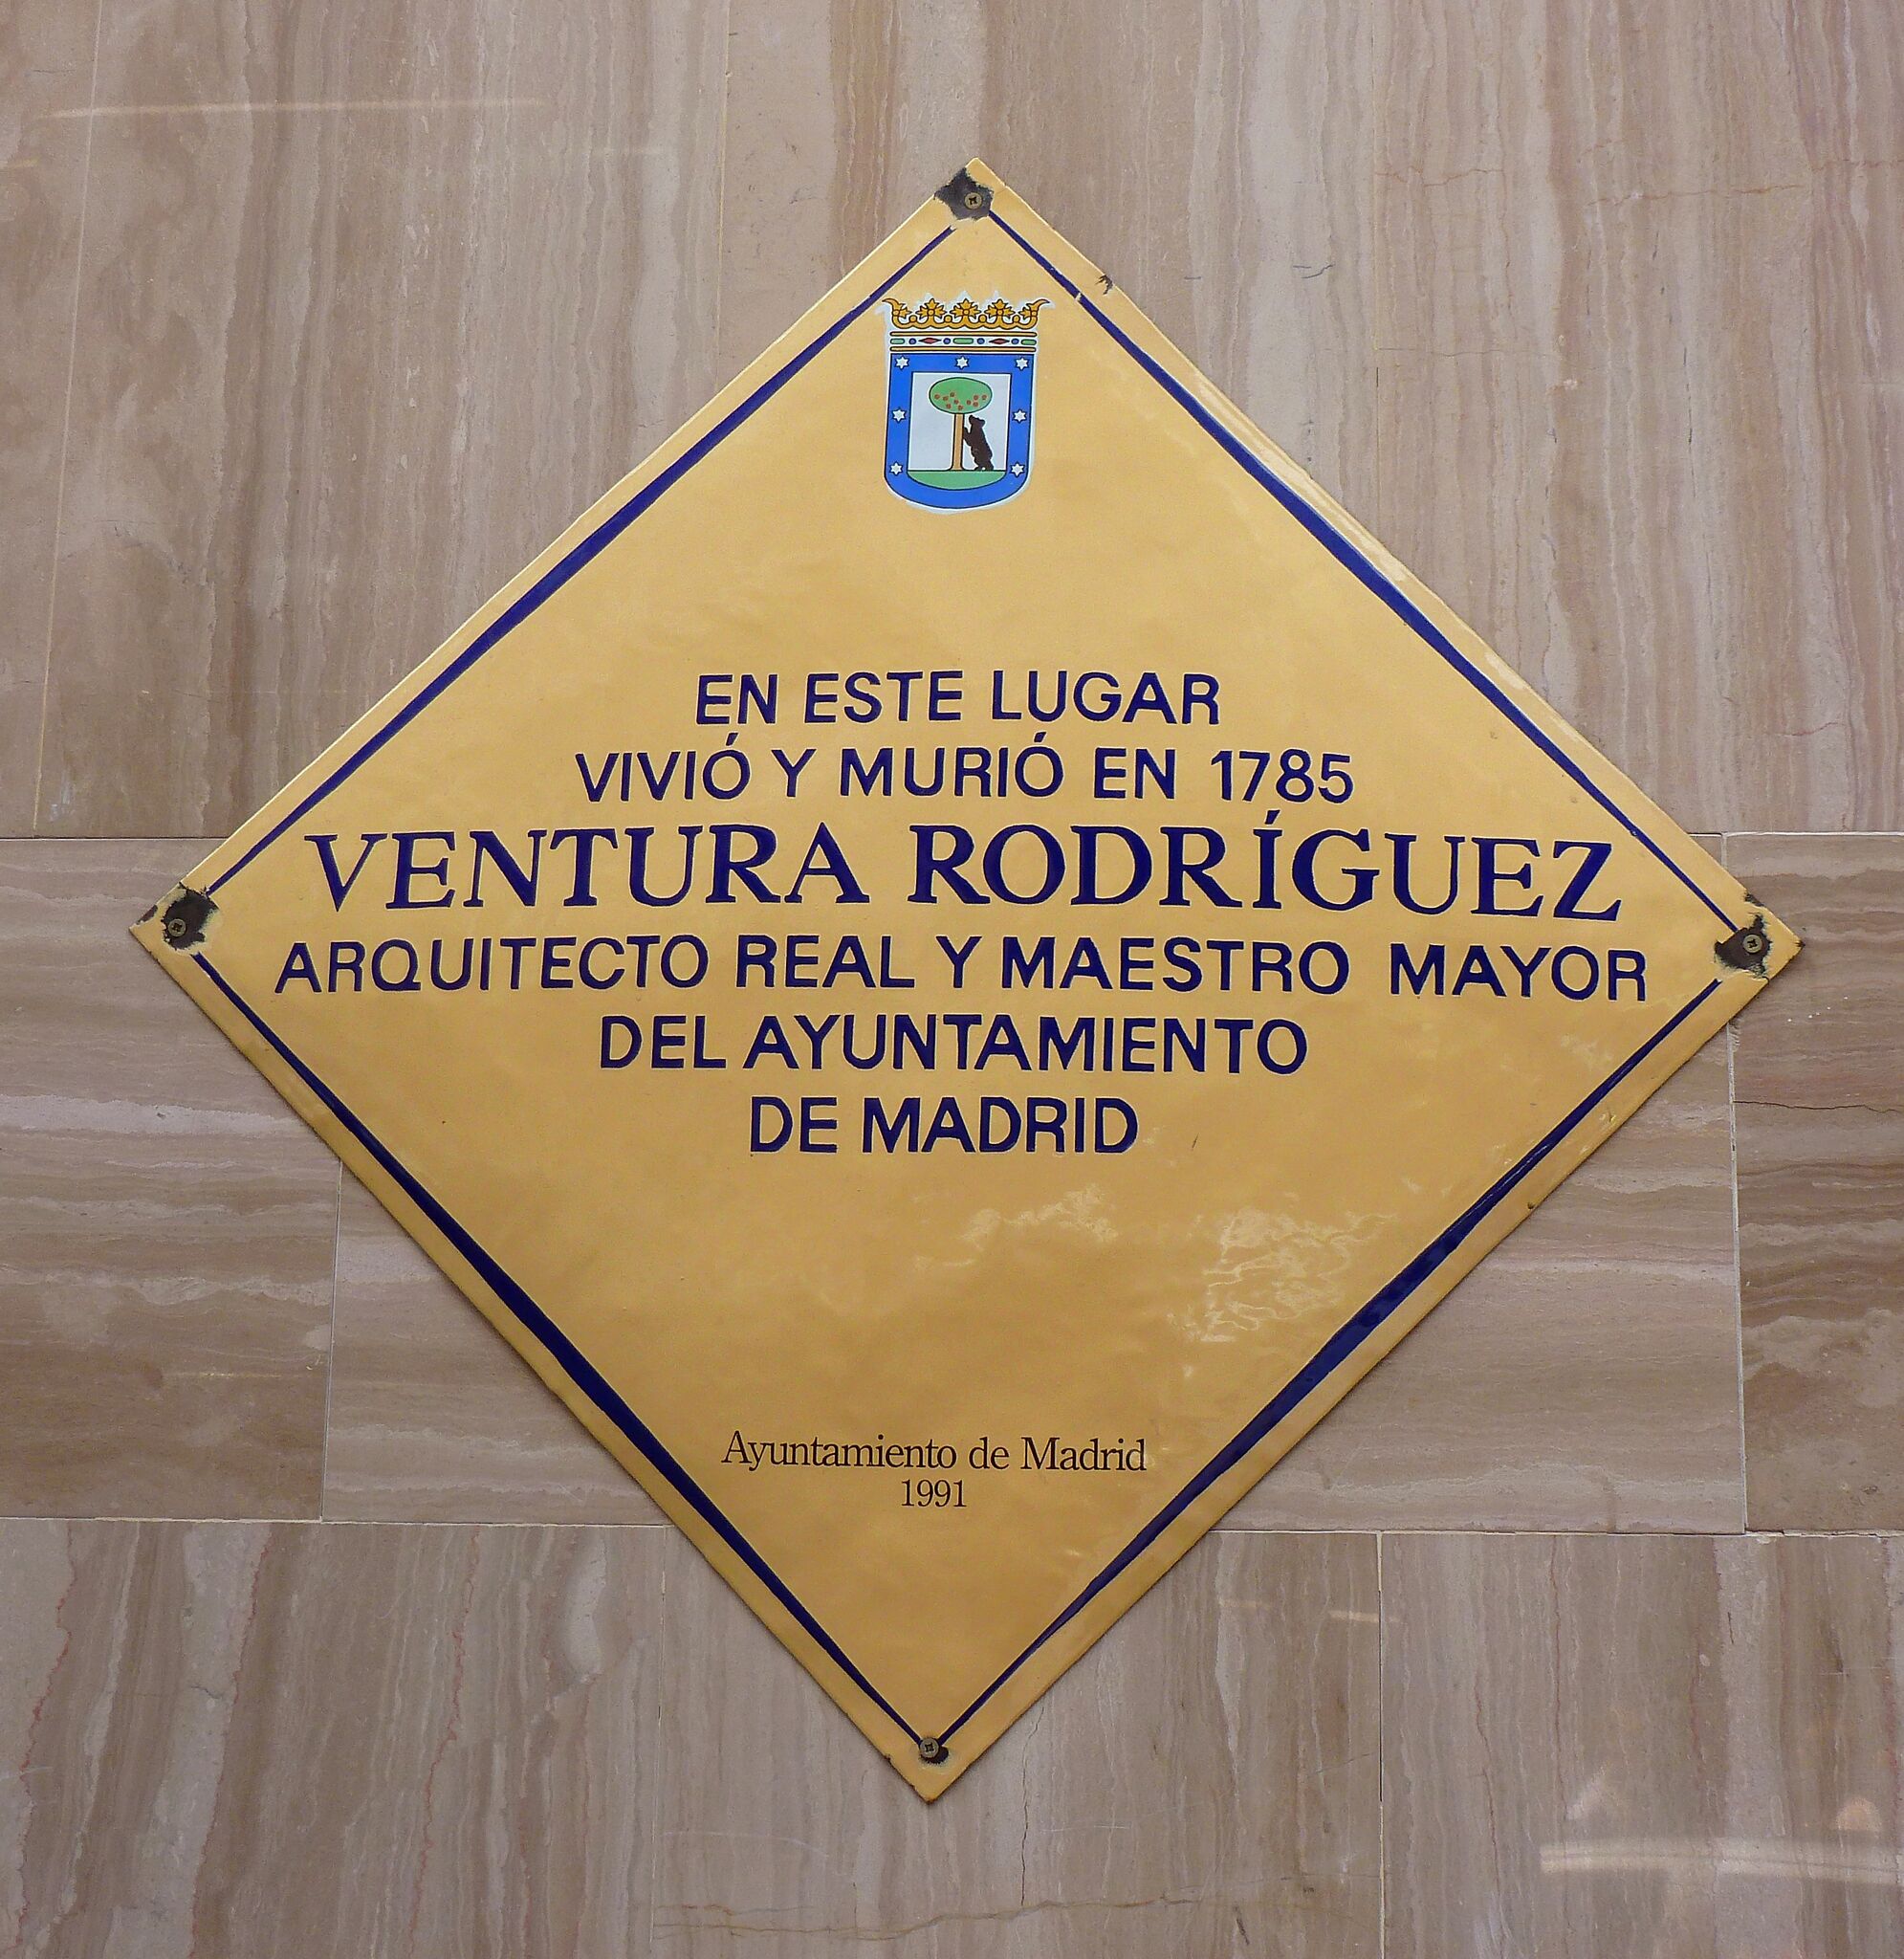 EN ESTE LUGAR
VIVIÓ Y MURIÓ EN 1785
VENTURA RODRÍGUEZ
ARQUITECTO REAL Y MAESTRO MAYOR
DEL AYUNTAMIENTO
DE MADRID
Ayuntamiento de Madrid
1991